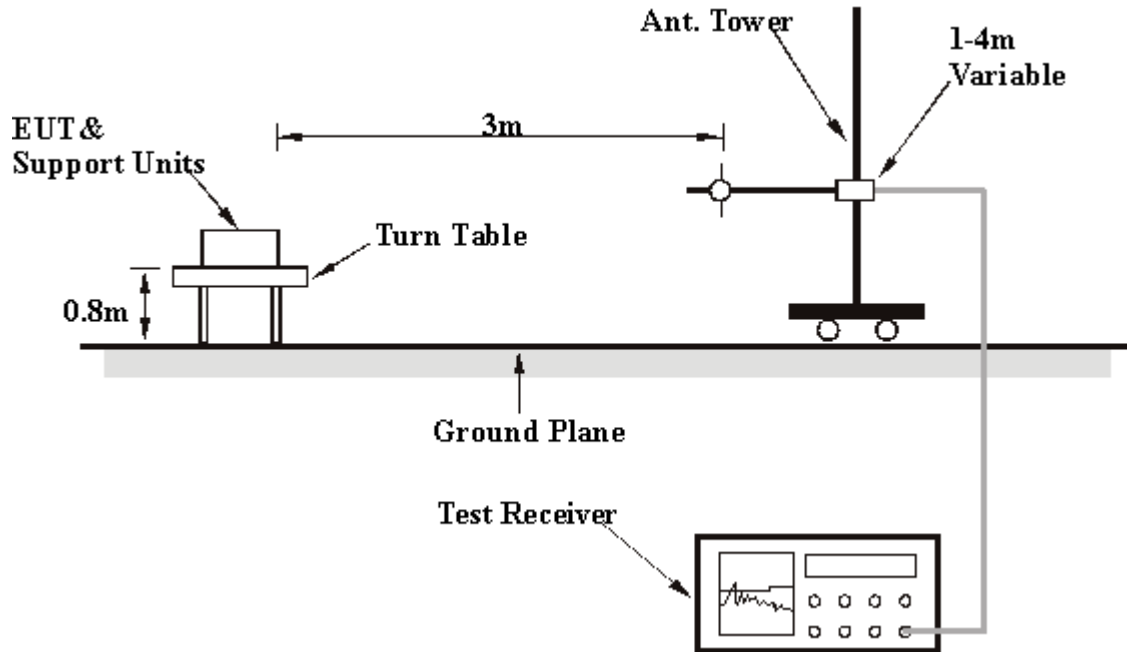 Ant. Tower
1-4m
Variable
3m
EUT&
Support Units
Turn Table
0.8m
Ground Plane
Test Receiver